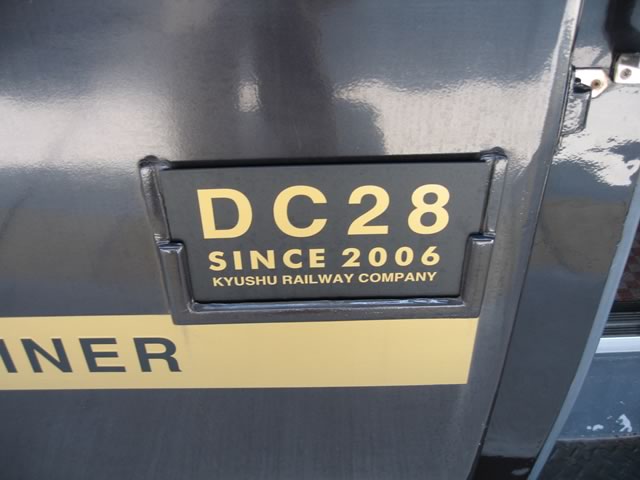 DC28
SINCE 2006
KYUSHU RAILWAY COMPANY
INER